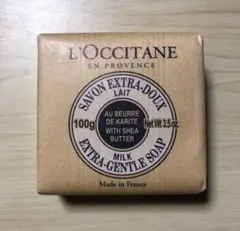 L'OCCITANE
EN PROVENCE
SAVON EXTRA-DOUX
LAIT
100g
AU BEURRE
DE KARITE
WITH SHEA
BUTTER
Net Wt 3.5 oz.
MILK
EXTRA-GENTLE SOAP
Made in France